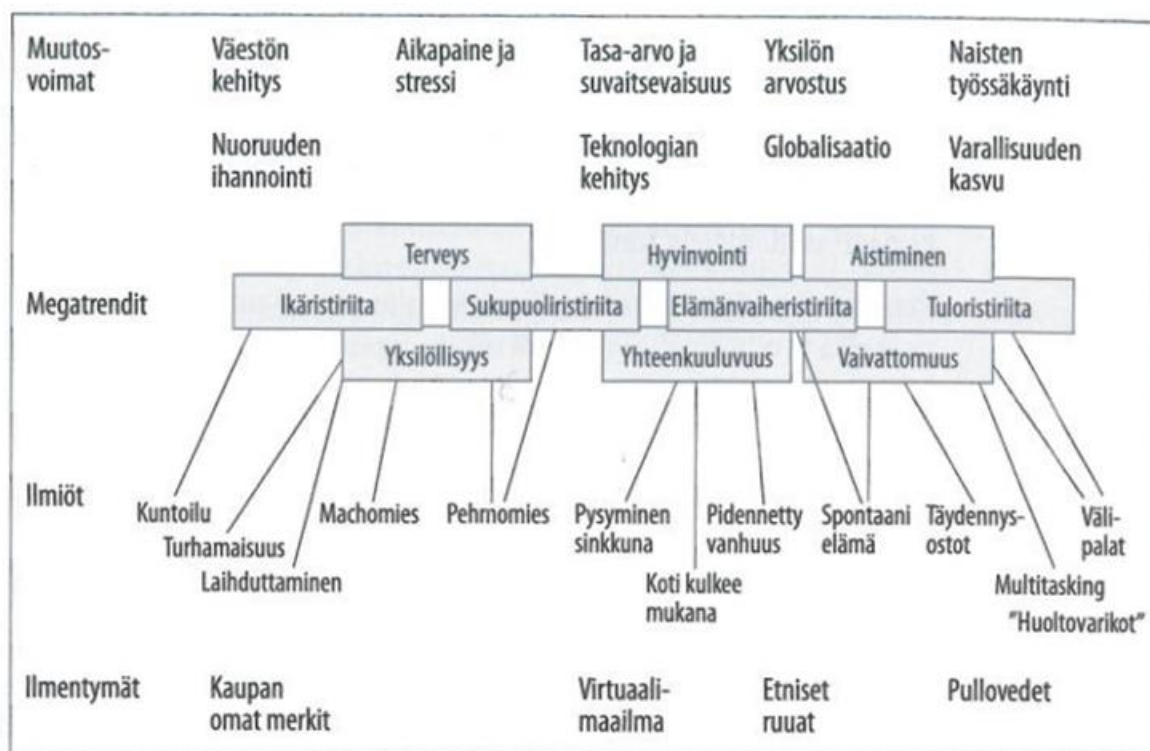 Muutos-
voimat
Väestön
kehitys
Aikapaine ja
stressi
Tasa-arvo ja
suvaitsevaisuus
Yksilön
arvostus
Naisten
työssäkäynti
Nuoruuden
ihannointi
Teknologian
kehitys
Globalisaatio
Varallisuuden
kasvu
Terveys
Hyvinvointi
Aistiminen
Megatrendit
Ikäristiriita
Sukupuoliristiriita
Elämänvaiheristiriita
Tuloristiriita
Yksilöllisyys
Yhteenkuuluvuus
Vaivattomuus
Ilmiöt
Kuntoilu
Turhamaisuus
Laihduttaminen
Machomies
Pehmomies
Pysyminen
sinkkuna
Koti kulkee
mukana
Pidennetty
vanhuus
Spontaani
elämä
Täydennys-
ostot
Väli-
palat
Multitasking
"Huoltovarikot"
Ilmentymät
Kaupan
omat merkit
Virtuaali-
maailma
Etniset
ruuat
Pullovedet